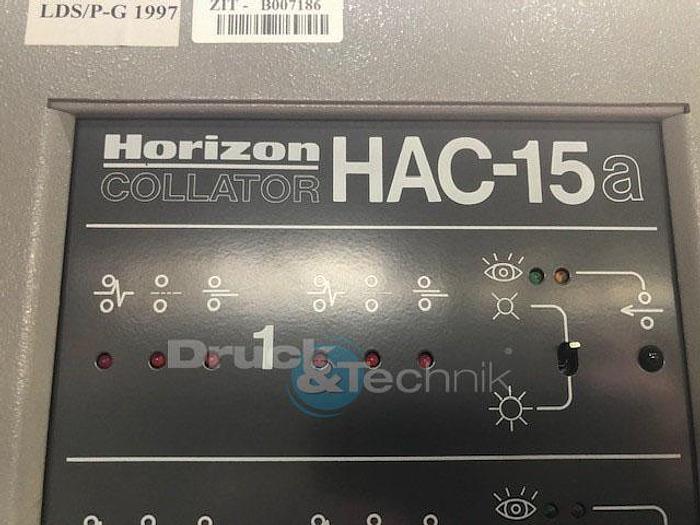 LDS/P-G 1997
ZIT - B007186
Horizon
COLLATOR HAC-15a
1
Druck&Technik